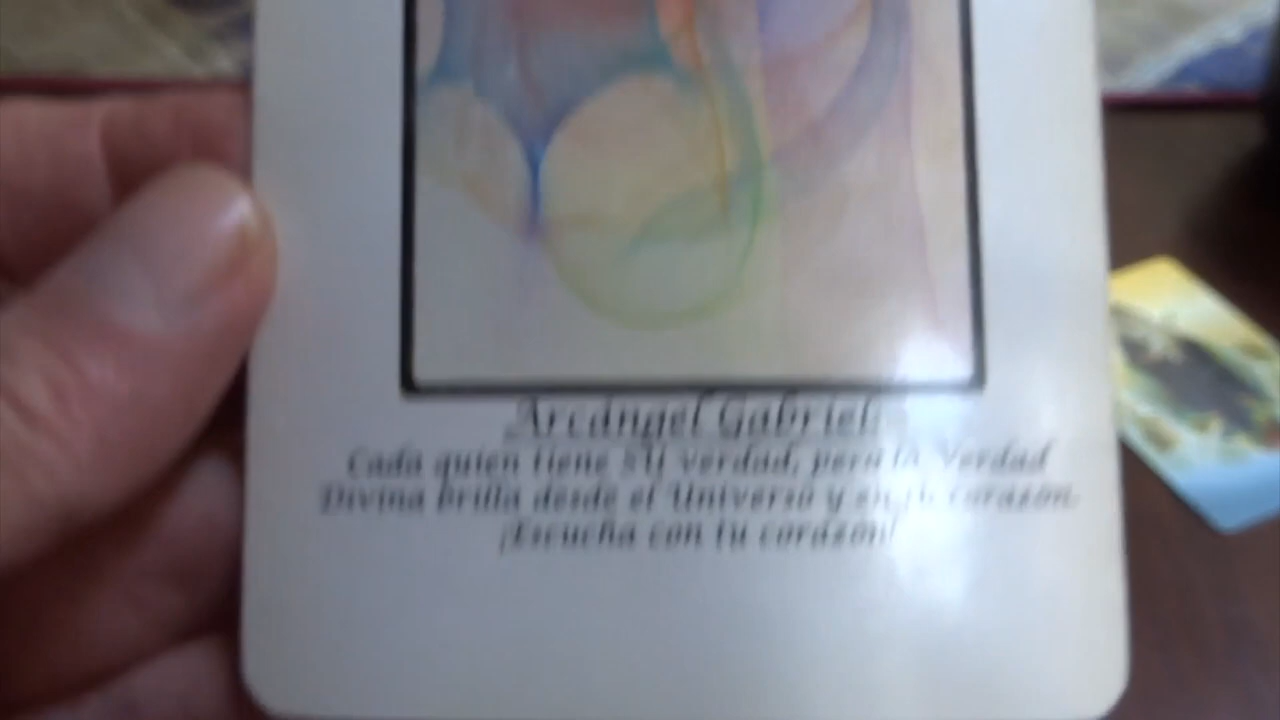 Arcángel Gabriel
Cada quien tiene su verdad, pero la Verdad
Divina brilla desde el Universo y en tu corazón.
¡Escucha con tu corazón!